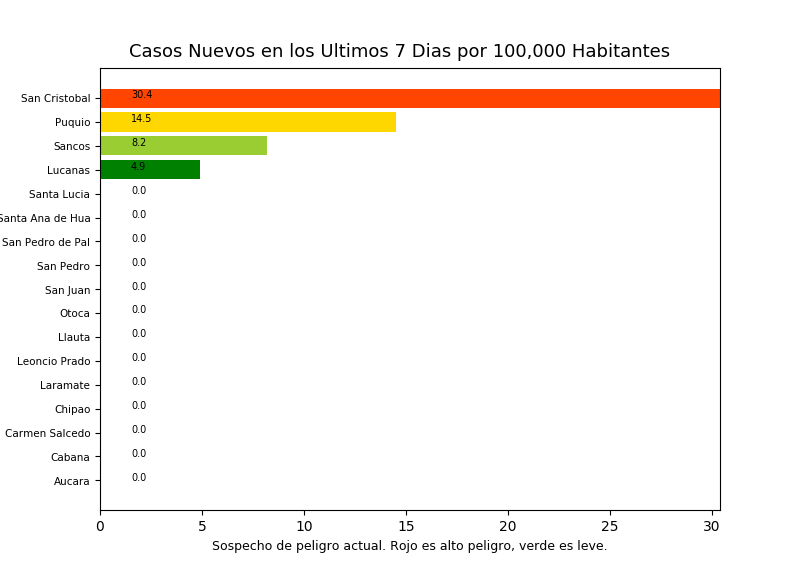 Casos Nuevos en los Ultimos 7 Dias por 100,000 Habitantes
San Cristobal 30.4
Puquio 14.5
Sancos 8.2
Lucanas 4.9
Santa Lucia 0.0
Santa Ana de Hua 0.0
San Pedro de Pal 0.0
San Pedro 0.0
San Juan 0.0
Otoca 0.0
Llauta 0.0
Leoncio Prado 0.0
Laramate 0.0
Chipao 0.0
Carmen Salcedo 0.0
Cabana 0.0
Aucara 0.0
0 5 10 15 20 25 30
Sospecho de peligro actual. Rojo es alto peligro, verde es leve.